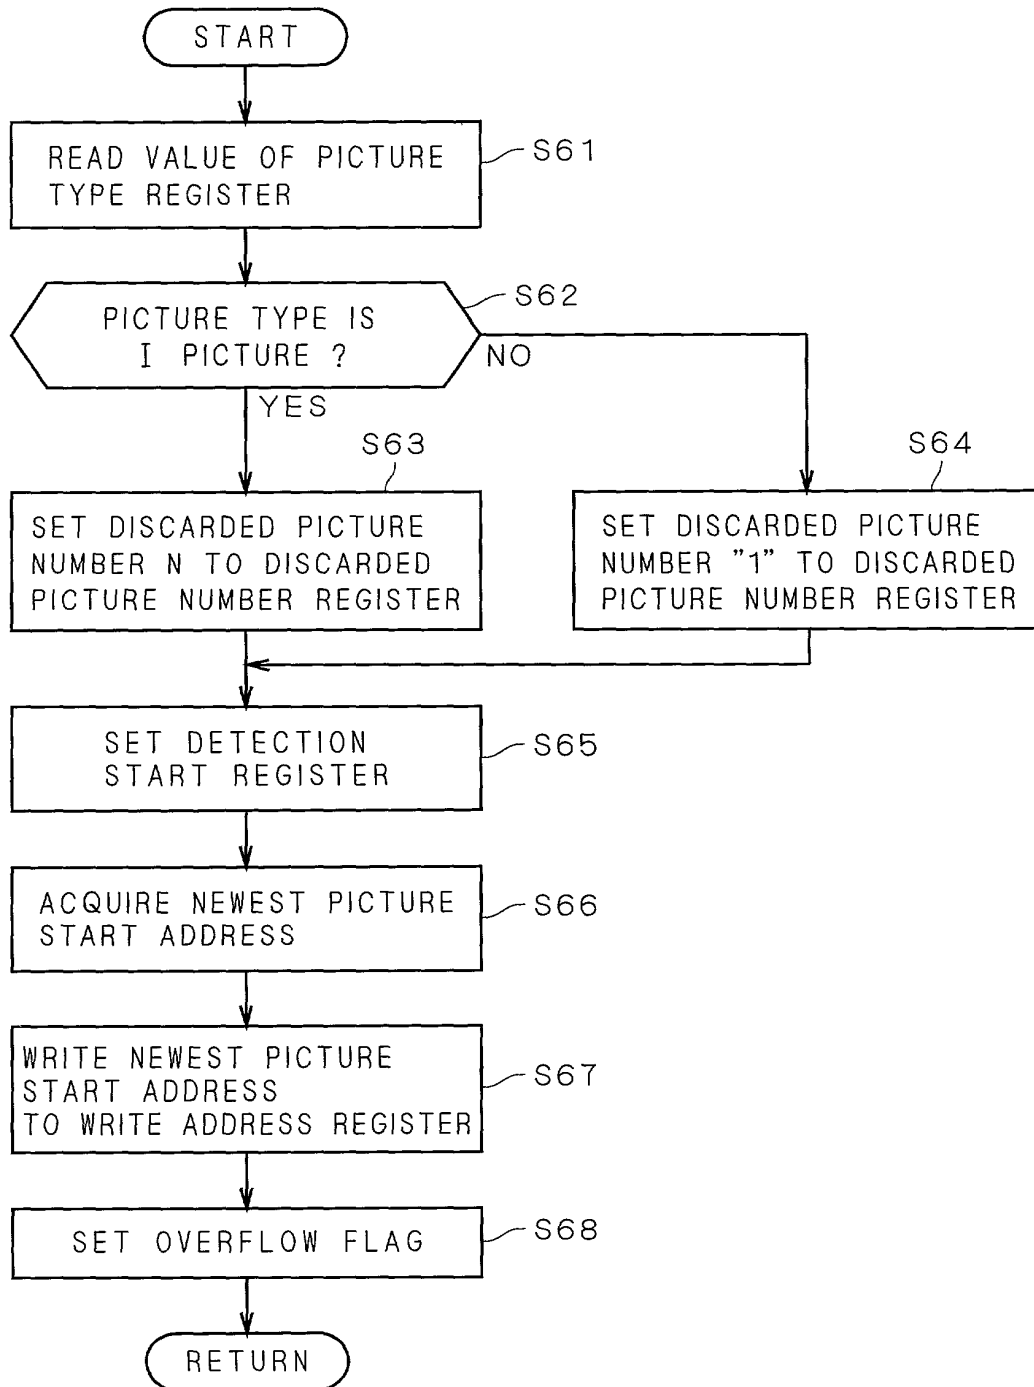 START
READ VALUE OF PICTURE
TYPE REGISTER
S61
PICTURE TYPE IS
I PICTURE ?
S62
NO
YES
S63
SET DISCARDED PICTURE
NUMBER N TO DISCARDED
PICTURE NUMBER REGISTER
S64
SET DISCARDED PICTURE
NUMBER "1" TO DISCARDED
PICTURE NUMBER REGISTER
SET DETECTION
START REGISTER
S65
ACQUIRE NEWEST PICTURE
START ADDRESS
S66
WRITE NEWEST PICTURE
START ADDRESS
TO WRITE ADDRESS REGISTER
S67
SET OVERFLOW FLAG
S68
RETURN